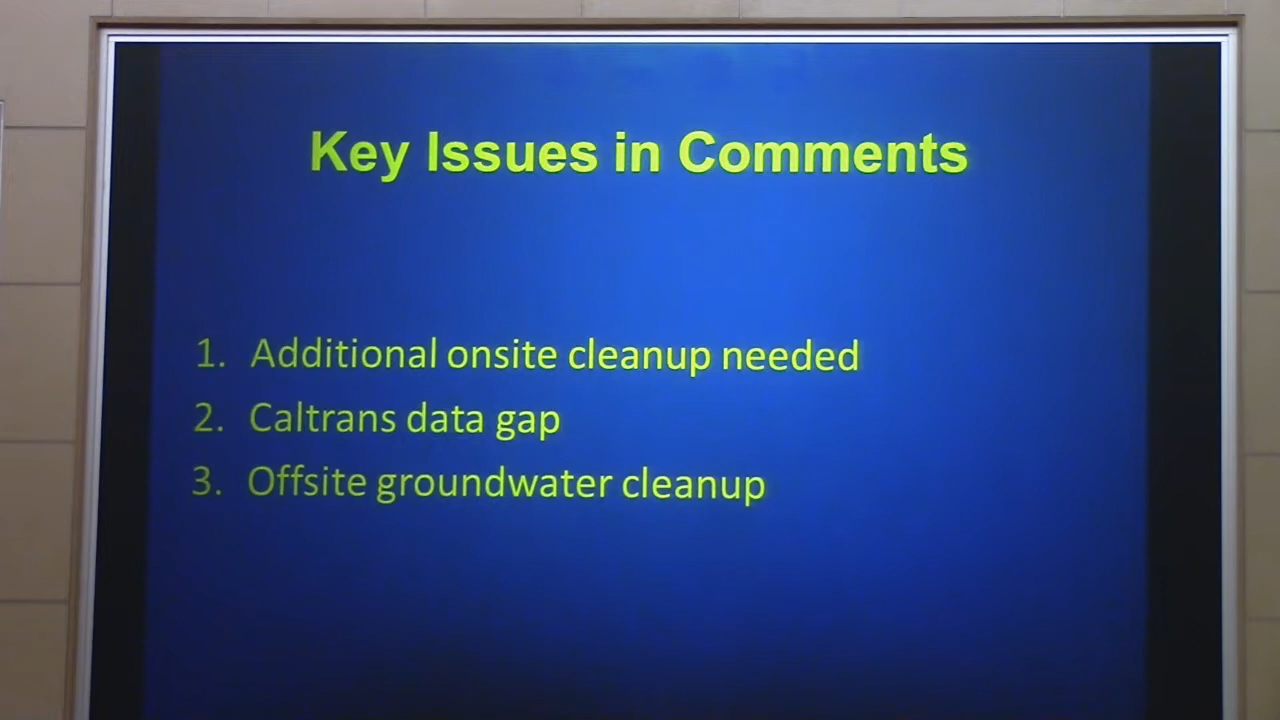 Key Issues in Comments
1. Additional onsite cleanup needed
2. Caltrans data gap
3. Offsite groundwater cleanup